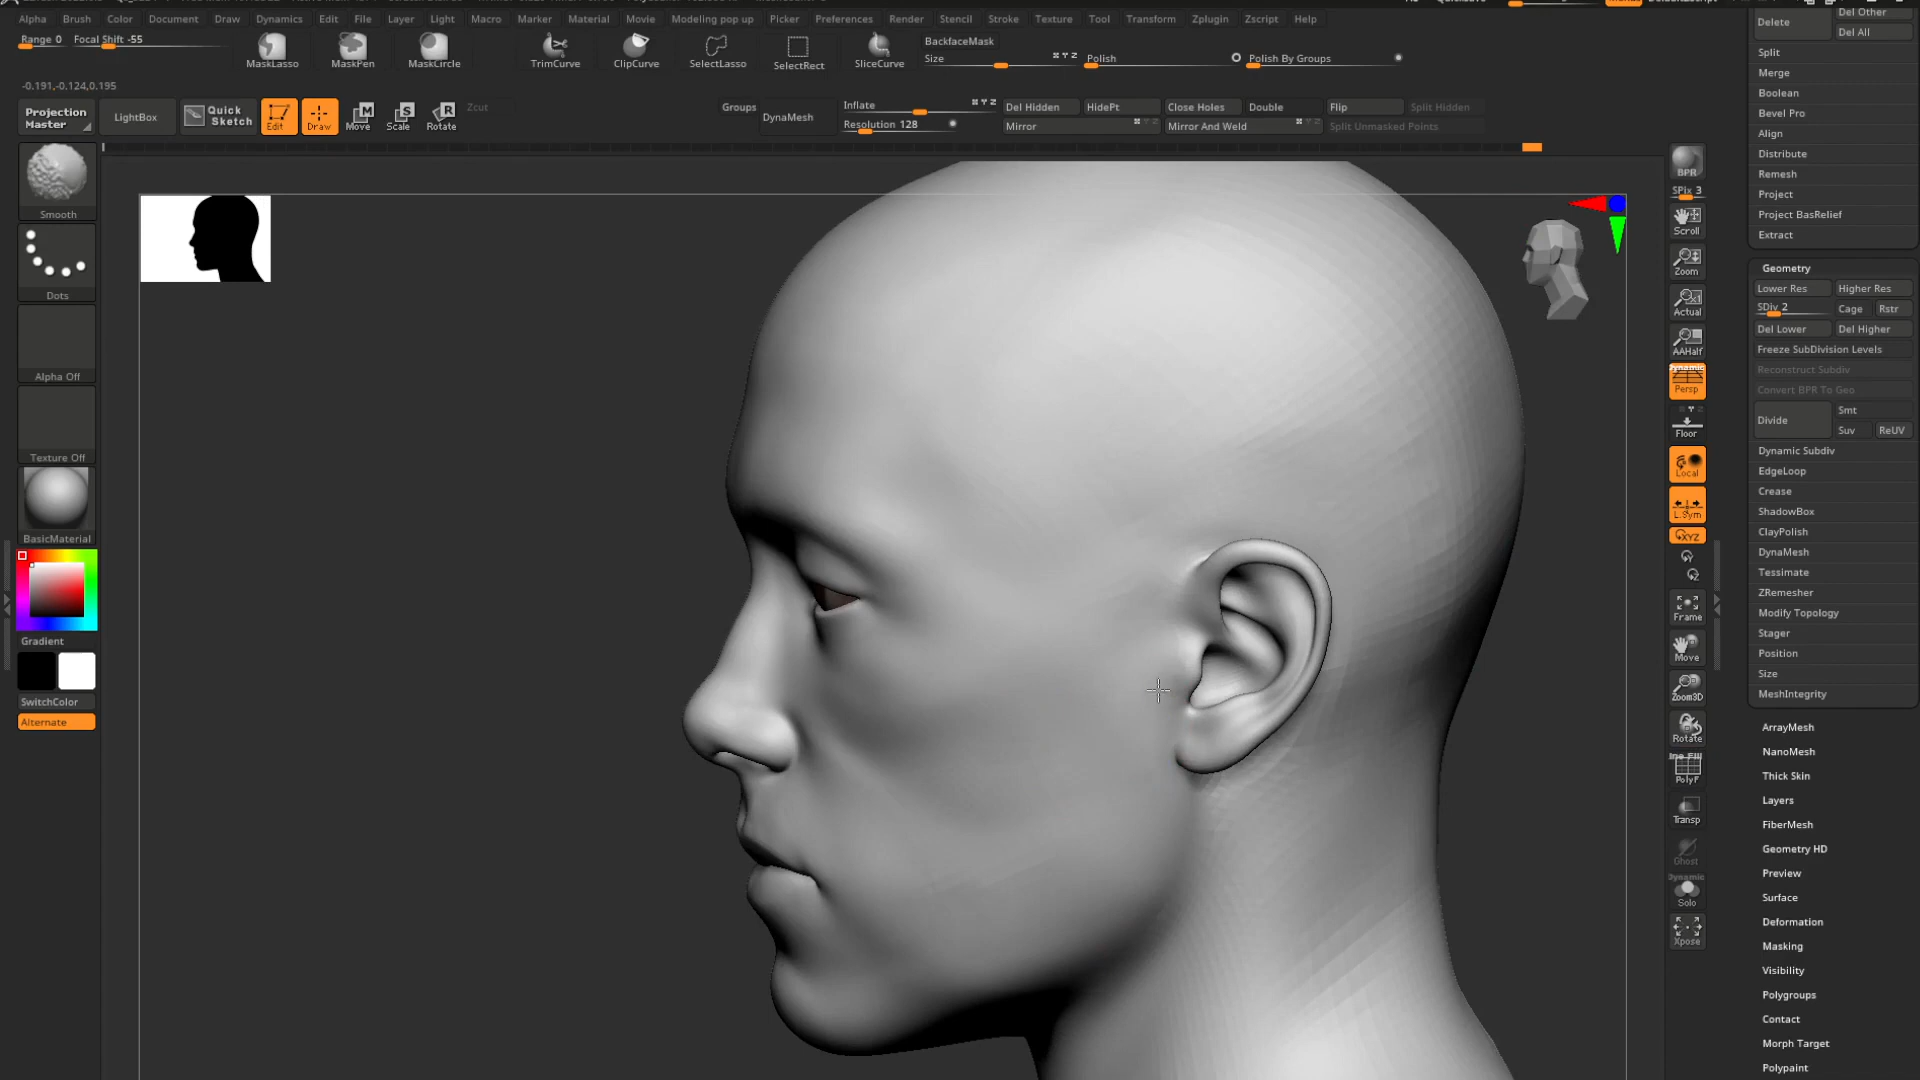 Alpha Brush Color Document Draw Dynamics Edit File Layer Light Macro Marker Material Movie Modeling pop up Picker Preferences Render Stencil Stroke Texture Tool Transform Zplugin Zscript Help
Range 0 Focal Shift -55
MaskLasso MaskPen MaskCircle TrimCurve ClipCurve SelectLasso SelectRect SliceCurve
BackfaceMask
Size Polish Polish By Groups
-0.191,-0.124,0.195
Projection Master
LightBox
Quick Sketch
Edit Draw Move Scale Rotate
Zcut
Groups DynaMesh
Inflate
Resolution 128
Del Hidden HidePt Close Holes Double Flip Split Hidden
Mirror Mirror And Weld Split Unmasked Points
Smooth
Dots
Alpha Off
Texture Off
BasicMaterial
Gradient
SwitchColor
Alternate
BPR
SPix 3
Scroll
Zoom
Actual
AAHalf
Dynamic
Persp
Floor
Local
L.Sym
XYZ
Frame
Move
Zoom3D
Rotate
PolyF
Transp
Ghost
Dynamic
Solo
Xpose
Delete
Del Other
Del All
Split
Merge
Boolean
Bevel Pro
Align
Distribute
Remesh
Project
Project BasRelief
Extract
Geometry
Lower Res Higher Res
SDiv 2 Cage Rstr
Del Lower Del Higher
Freeze SubDivision Levels
Reconstruct Subdiv
Convert BPR To Geo
Divide
Smt
Suv ReUV
Dynamic Subdiv
EdgeLoop
Crease
ShadowBox
ClayPolish
DynaMesh
Tessimate
ZRemesher
Modify Topology
Stager
Position
Size
MeshIntegrity
ArrayMesh
NanoMesh
Thick Skin
Layers
FiberMesh
Geometry HD
Preview
Surface
Deformation
Masking
Visibility
Polygroups
Contact
Morph Target
Polypaint